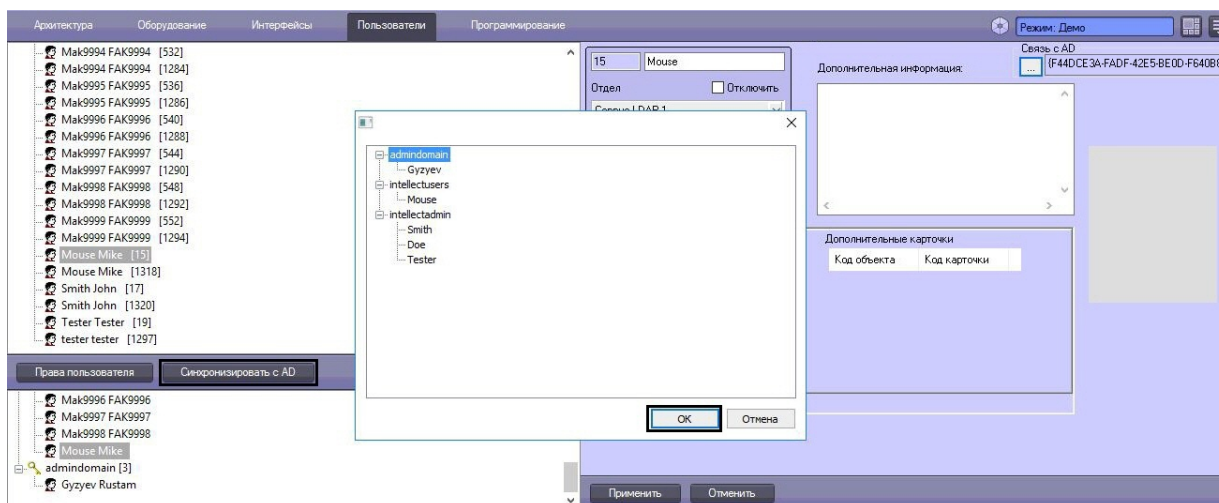 Архитектура Оборудование Интерфейсы Пользователи Программирование Режим: Демо
Mak9994 FAK9994 [532]
Mak9994 FAK9994 [1284]
Mak9995 FAK9995 [536]
Mak9995 FAK9995 [1286]
Mak9996 FAK9996 [540]
Mak9996 FAK9996 [1288]
Mak9997 FAK9997 [544]
Mak9997 FAK9997 [1290]
Mak9998 FAK9998 [548]
Mak9998 FAK9998 [1292]
Mak9999 FAK9999 [552]
Mak9999 FAK9999 [1294]
Mouse Mike [15]
Mouse Mike [1318]
Smith John [17]
Smith John [1320]
Tester Tester [19]
tester tester [1297]
Права пользователя Синхронизировать с AD
Mak9996 FAK9996
Mak9997 FAK9997
Mak9998 FAK9998
Mouse Mike
admindomain [3]
Gyzyev Rustam
15 Mouse
Отдел Отключить
admindomain
Gyzyev
intellectusers
Mouse
intellectadmin
Smith
Doe
Tester
OK Отмена
Связь с AD
... {F44DCE3A-FADF-42E5-BE0D-F640B8
Дополнительная информация:
Дополнительные карточки
Код объекта Код карточки
Применить Отменить